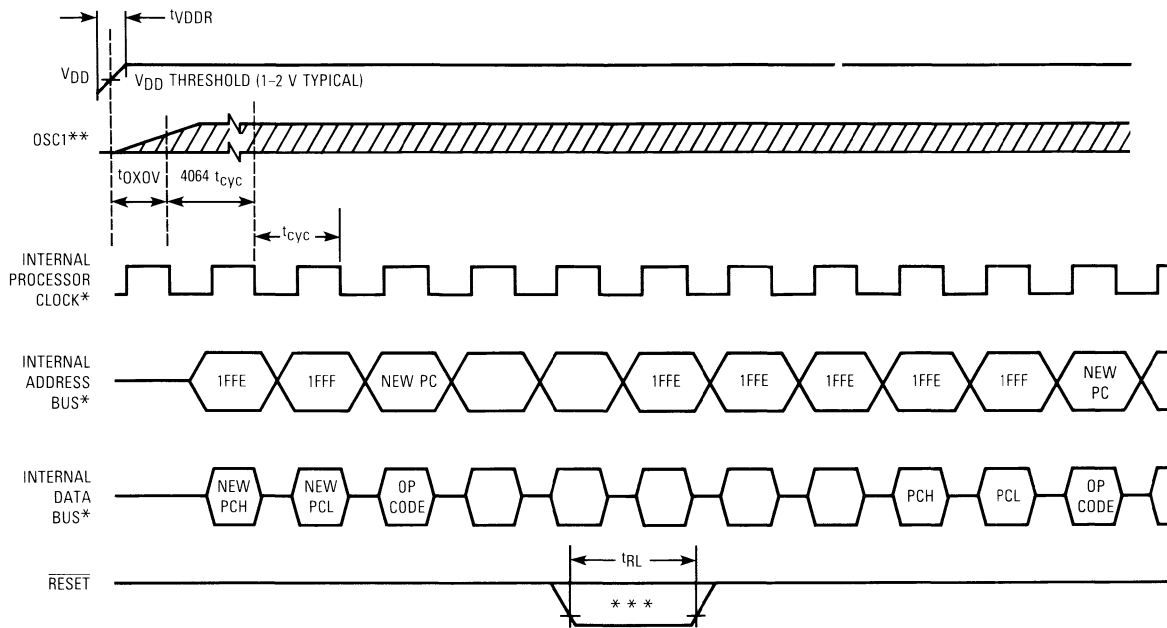 tVDDR
VDD
VDD THRESHOLD (1–2 V TYPICAL)
OSC1**
tOXOV
4064 tcyc
tcyc
INTERNAL
PROCESSOR
CLOCK*
INTERNAL
ADDRESS
BUS*
1FFE
1FFF
NEW PC
1FFE
1FFE
1FFE
1FFE
1FFF
NEW
PC
INTERNAL
DATA
BUS*
NEW
PCH
NEW
PCL
OP
CODE
PCH
PCL
OP
CODE
tRL
RESET
* * *